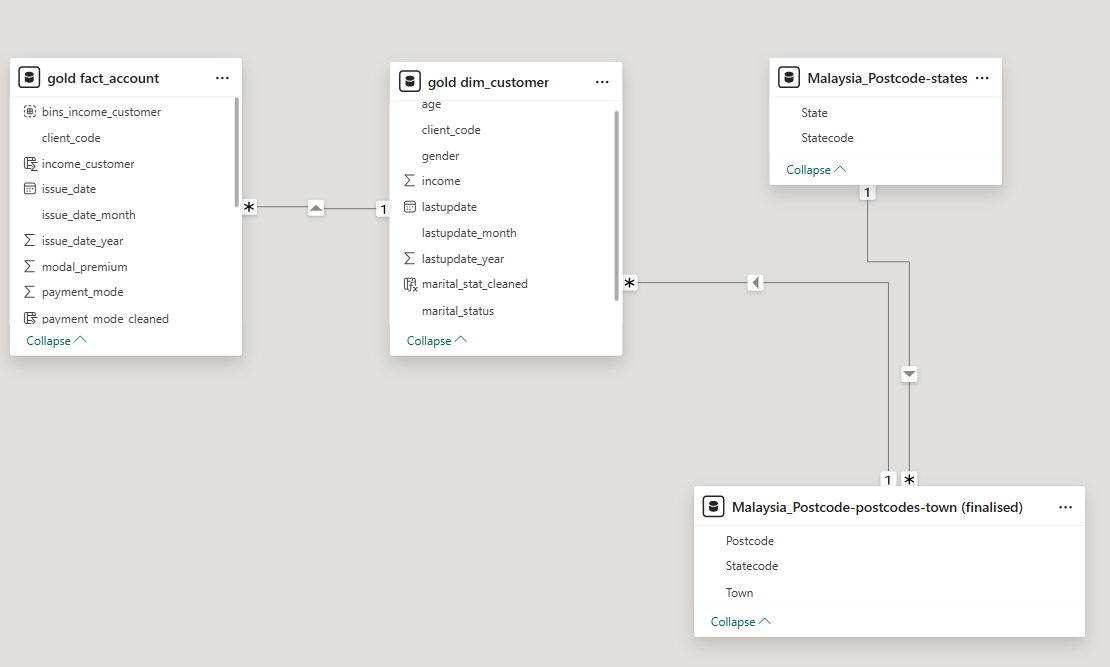 gold fact_account
...
bins_income_customer
client_code
income_customer
issue_date
issue_date_month
issue_date_year
modal_premium
payment_mode
payment_mode_cleaned
Collapse
*
1
gold dim_customer
...
age
client_code
gender
income
lastupdate
lastupdate_month
lastupdate_year
marital_stat_cleaned
marital_status
Collapse
*
Malaysia_Postcode-states
...
State
Statecode
Collapse
1
1
*
Malaysia_Postcode-postcodes-town (finalised)
...
Postcode
Statecode
Town
Collapse